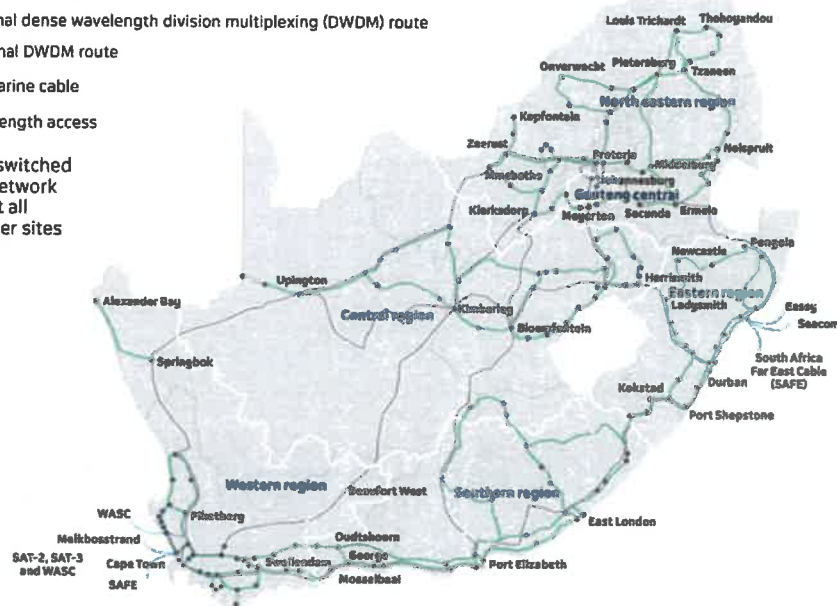 nal dense wavelength division multiplexing (DWDM) route
nal DWDM route
arine cable
ength access
switched
etwork
t all
er sites
Louis Trichardt
Thohoyandou
Pietersburg
Onverwacht
Tzaneen
North eastern region
Kopfontein
Zeerust
Pretoria
Nelspruit
Middelburg
Mmabatho
Johannesburg
Gauteng central
Klerksdorp
Meyerton
Secunda
Ermelo
Newcastle
Pongola
Upington
Harrismith
Eastern region
Alexander Bay
Ladysmith
Central region
Kimberley
Eassy
Bloemfontein
Seacom
Springbok
South Africa
Far East Cable
(SAFE)
Kokstad
Durban
Port Shepstone
Western region
Beaufort West
Southern region
WASC
Piketberg
East London
Melkbosstrand
Oudtshoorn
SAT-2, SAT-3
and WASC
Cape Town
Swellendam
George
Port Elizabeth
SAFE
Mosselbaai